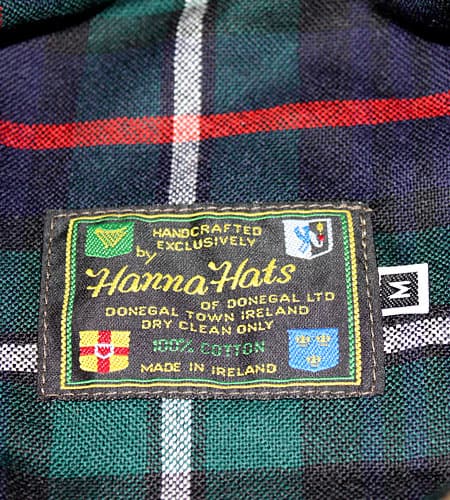 HANDCRAFTED
EXCLUSIVELY
by
Hanna Hats
OF DONEGAL LTD
DONEGAL TOWN IRELAND
DRY CLEAN ONLY
100% COTTON
MADE IN IRELAND
M